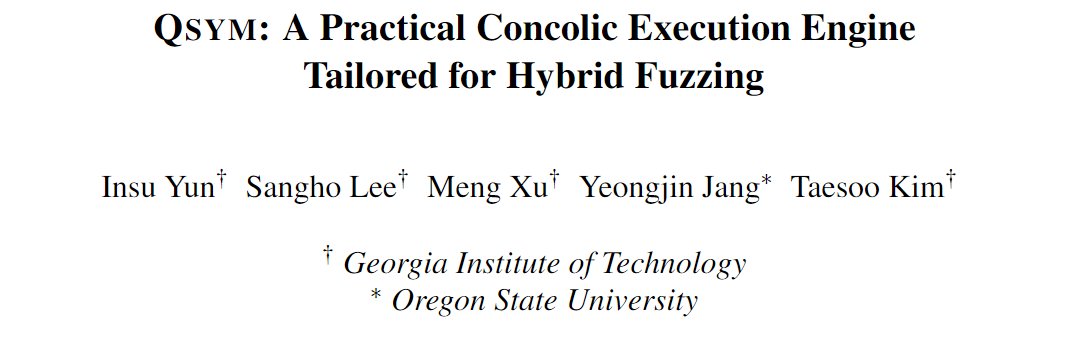 QSYM: A Practical Concolic Execution Engine
Tailored for Hybrid Fuzzing
Insu Yun† Sangho Lee† Meng Xu† Yeongjin Jang* Taesoo Kim†
† Georgia Institute of Technology
* Oregon State University